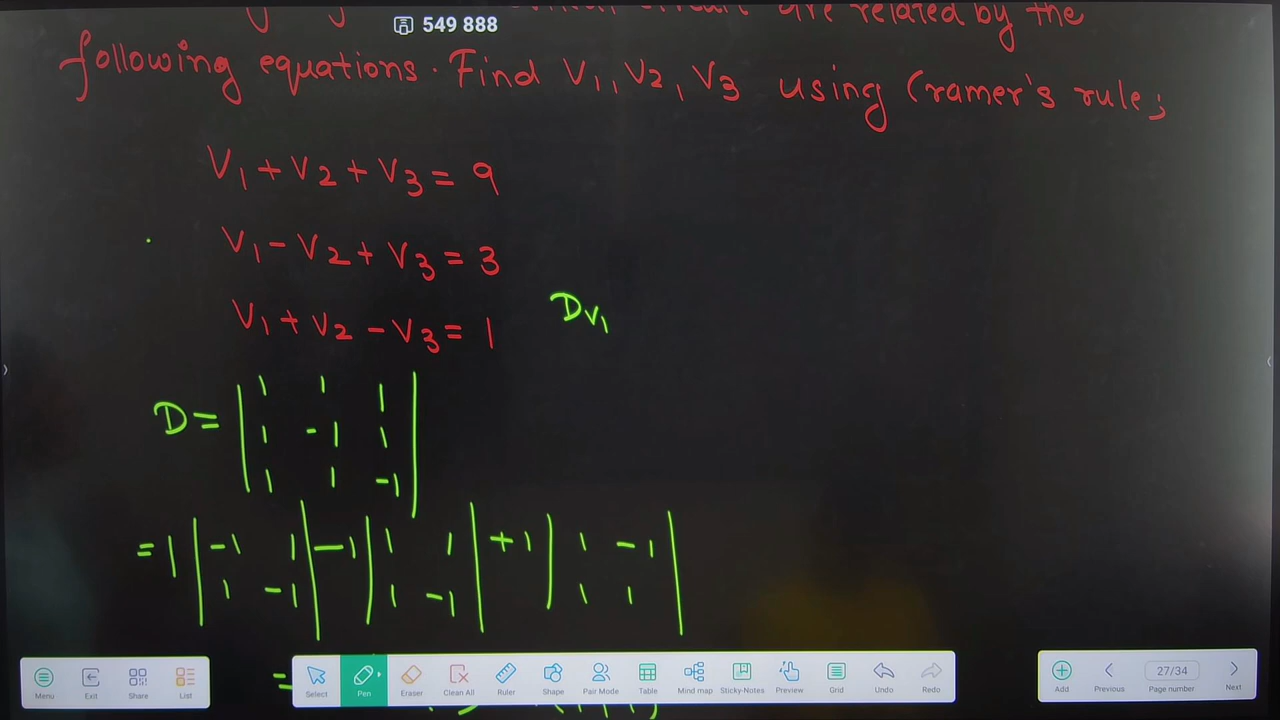 are related by the
549 888
following equations. Find V1, V2, V3 using Cramer's rule;
V1 + V2 + V3 = 9
V1 - V2 + V3 = 3
V1 + V2 - V3 = 1
DV1
D = | 1 1 1 |
| 1 -1 1 |
| 1 1 -1 |
= 1 | -1 1 | - 1 | 1 1 | + 1 | 1 -1 |
| 1 -1 | | 1 -1 | | 1 1 |
=
Menu Exit Share List Select Pen Eraser Clean All Ruler Shape Pair Mode Table Mind map Sticky-Notes Preview Grid Undo Redo Add Previous 27/34 Page number Next